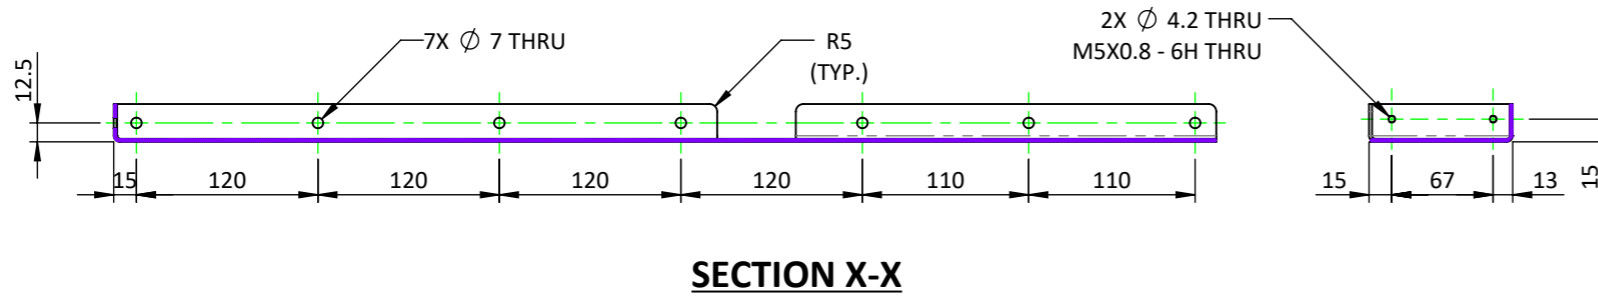 2X Ø 4.2 THRU
M5X0.8 - 6H THRU
7X Ø 7 THRU
R5
(TYP.)
12.5
15 120 120 120 120 110 110
15 67 13
15
SECTION X-X